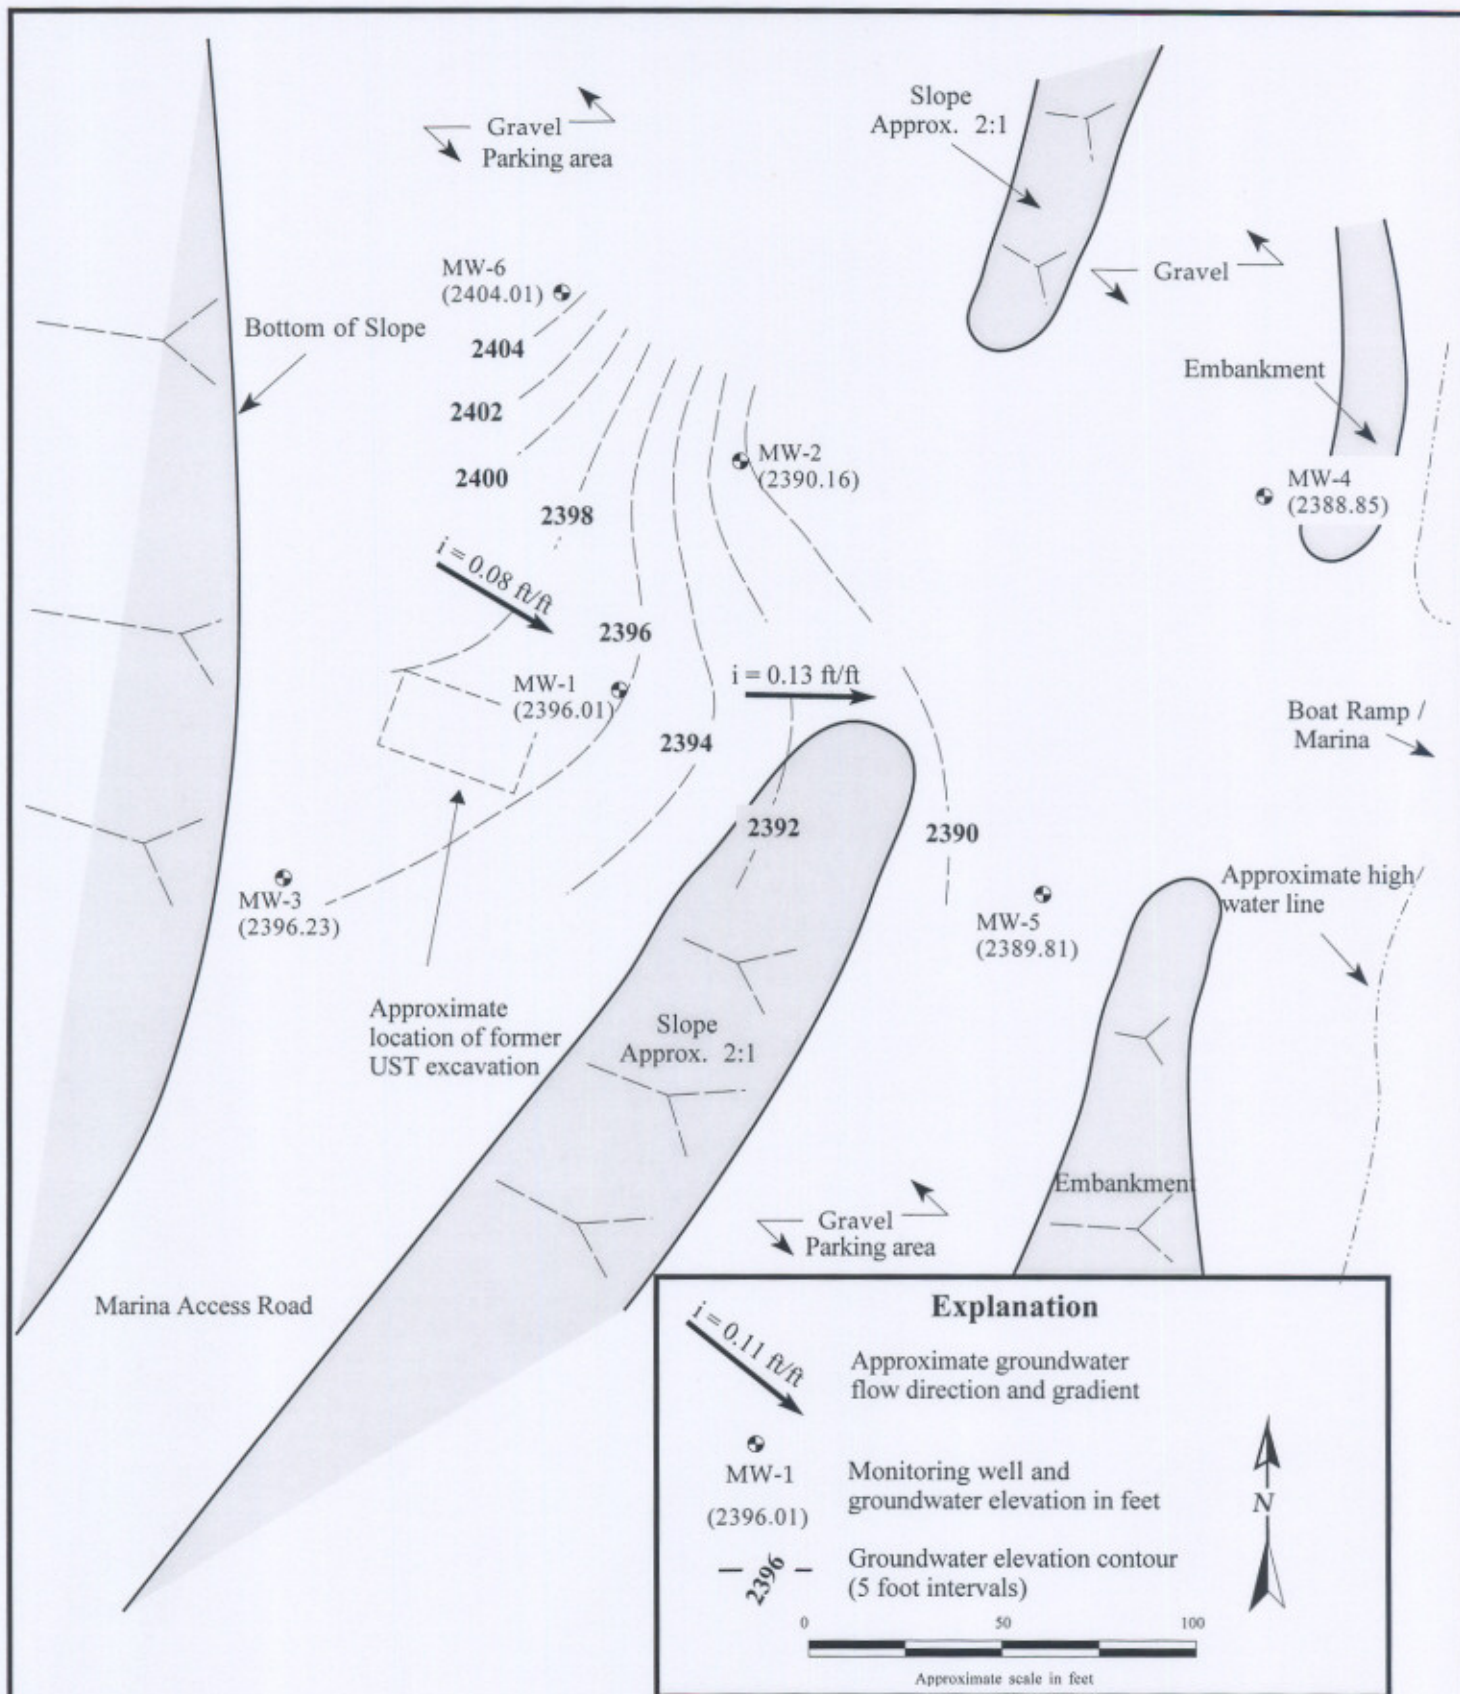 Gravel
Parking area
Slope
Approx. 2:1
MW-6
(2404.01)
Gravel
Bottom of Slope
2404
Embankment
2402
MW-2
(2390.16)
2400
MW-4
(2388.85)
2398
i = 0.08 ft/ft
2396
i = 0.13 ft/ft
MW-1
(2396.01)
Boat Ramp /
Marina
2394
2392
2390
MW-3
(2396.23)
Approximate high
water line
MW-5
(2389.81)
Approximate
location of former
UST excavation
Slope
Approx. 2:1
Embankment
Gravel
Parking area
Marina Access Road
Explanation
i = 0.11 ft/ft
Approximate groundwater
flow direction and gradient
MW-1
(2396.01)
Monitoring well and
groundwater elevation in feet
N
2396
Groundwater elevation contour
(5 foot intervals)
0 50 100
Approximate scale in feet